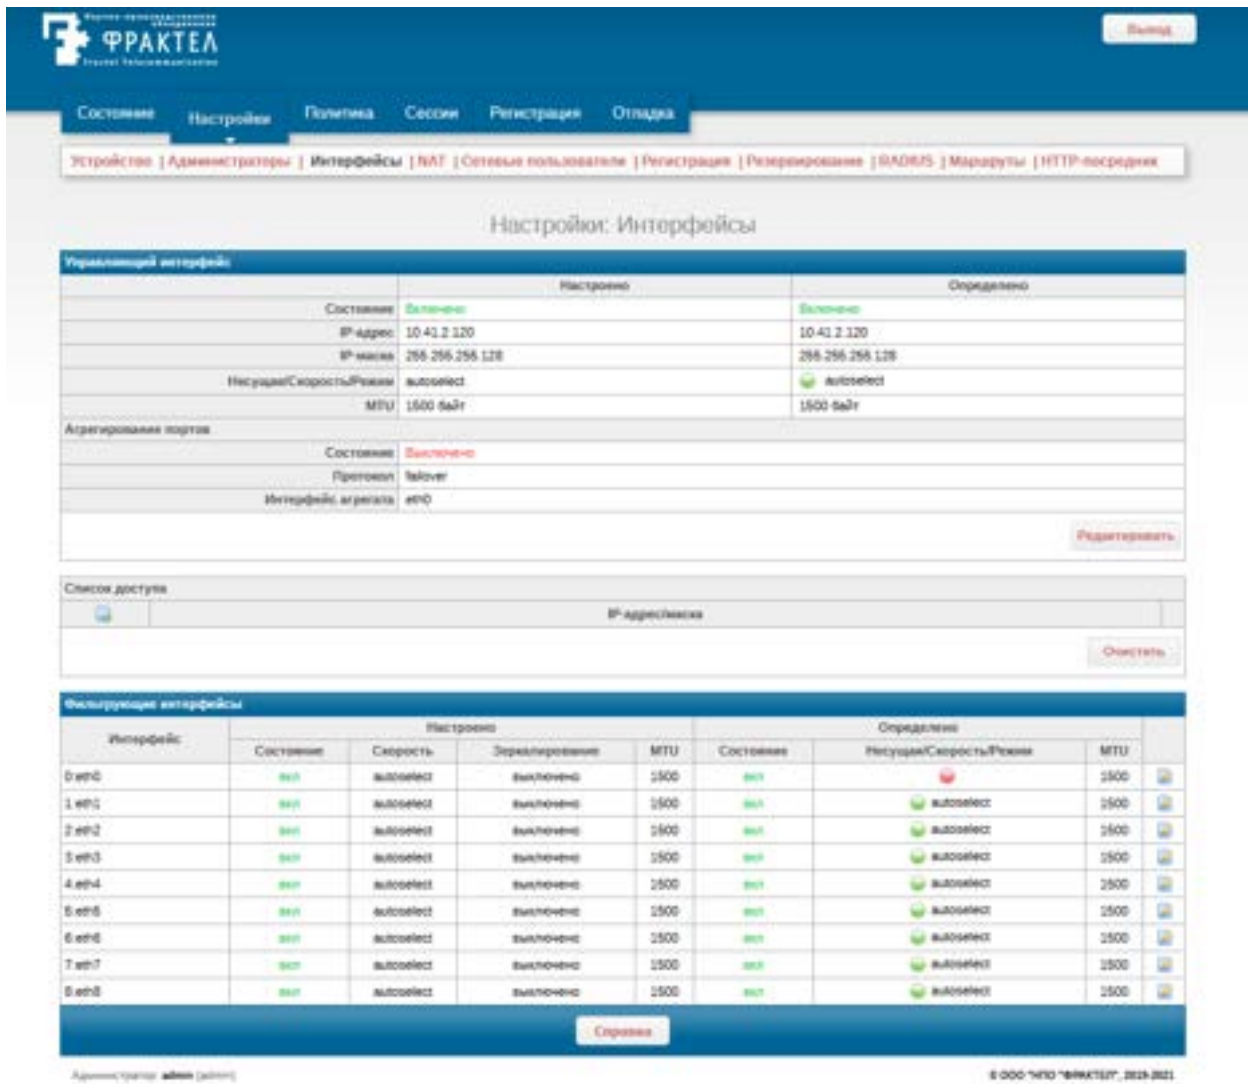 Научно-производственное
объединение
ФРАКТЕЛ
Fractel Telecommunication
Выход
Состояние Настройки Политика Сессии Регистрация Отладка
Устройство | Администраторы | Интерфейсы | NAT | Сетевые пользователи | Регистрация | Резервирование | RADIUS | Маршруты | HTTP-посредник
Настройки: Интерфейсы
Управляющий интерфейс
Настроено Определено
Состояние Включено Включено
IP-адрес 10.41.2.120 10.41.2.120
IP-маска 255.255.255.128 255.255.255.128
Несущая/Скорость/Режим autoselect autoselect
MTU 1500 байт 1500 байт
Агрегирование портов
Состояние Выключено
Протокол failover
Интерфейс агрегата eth0
Редактировать
Список доступа
IP-адрес/маска
Очистить
Фильтрующие интерфейсы
Интерфейс Настроено Определено
Состояние Скорость Зеркалирование MTU Состояние Несущая/Скорость/Режим MTU
0:eth0 вкл autoselect выключено 1500 вкл 1500
1:eth1 вкл autoselect выключено 1500 вкл autoselect 1500
2:eth2 вкл autoselect выключено 1500 вкл autoselect 1500
3:eth3 вкл autoselect выключено 1500 вкл autoselect 1500
4:eth4 вкл autoselect выключено 1500 вкл autoselect 1500
5:eth5 вкл autoselect выключено 1500 вкл autoselect 1500
6:eth6 вкл autoselect выключено 1500 вкл autoselect 1500
7:eth7 вкл autoselect выключено 1500 вкл autoselect 1500
8:eth8 вкл autoselect выключено 1500 вкл autoselect 1500
Справка
Администратор: admin (admin)
© ООО "НПО "ФРАКТЕЛ", 2019-2021